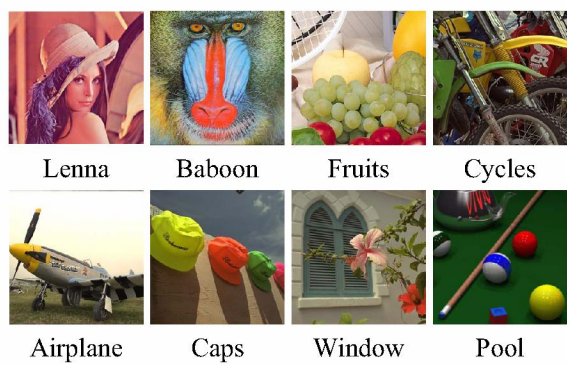 Lenna
Baboon
Fruits
Cycles
Airplane
Caps
Window
Pool